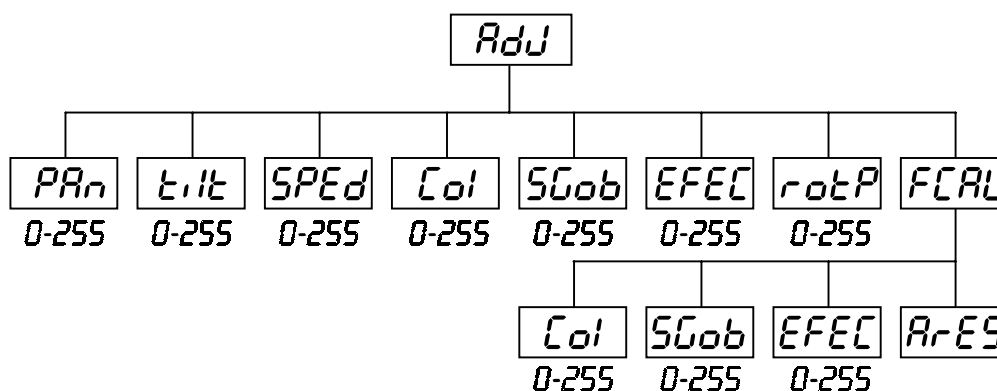 AdJ
PAn tilt SPEd Col SGob EFEC rotP FCAL
0-255 0-255 0-255 0-255 0-255 0-255 0-255
Col SGob EFEC ArES
0-255 0-255 0-255